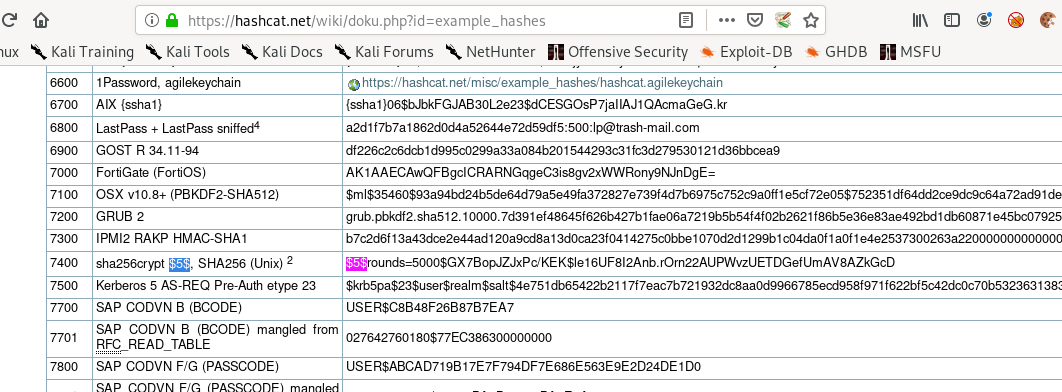 https://hashcat.net/wiki/doku.php?id=example_hashes
nux Kali Training Kali Tools Kali Docs Kali Forums NetHunter Offensive Security Exploit-DB GHDB MSFU
6600 1Password, agilekeychain https://hashcat.net/misc/example_hashes/hashcat.agilekeychain
6700 AIX {ssha1} {ssha1}06$bJbkFGJAB30L2e23$dCESGOsP7jaIIAJ1QAcmaGeG.kr
6800 LastPass + LastPass sniffed4 a2d1f7b7a1862d0d4a52644e72d59df5:500:lp@trash-mail.com
6900 GOST R 34.11-94 df226c2c6dcb1d995c0299a33a084b201544293c31fc3d279530121d36bbcea9
7000 FortiGate (FortiOS) AK1AAECAwQFBgcICRARNGqgeC3is8gv2xWWRony9NJnDgE=
7100 OSX v10.8+ (PBKDF2-SHA512) $ml$35460$93a94bd24b5de64d79a5e49fa372827e739f4d7b6975c752c9a0ff1e5cf72e05$752351df64dd2ce9dc9c64a72ad91de
7200 GRUB 2 grub.pbkdf2.sha512.10000.7d391ef48645f626b427b1fae06a7219b5b54f4f02b2621f86b5e36e83ae492bd1db60871e45bc07925
7300 IPMI2 RAKP HMAC-SHA1 b7c2d6f13a43dce2e44ad120a9cd8a13d0ca23f0414275c0bbe1070d2d1299b1c04da0f1a0f1e4e2537300263a220000000000000
7400 sha256crypt $5$, SHA256 (Unix) 2 $5$rounds=5000$GX7BopJZJxPc/KEK$le16UF8I2Anb.rOrn22AUPWvzUETDGefUmAV8AZkGcD
7500 Kerberos 5 AS-REQ Pre-Auth etype 23 $krb5pa$23$user$realm$salt$4e751db65422b2117f7eac7b721932dc8aa0d9966785ecd958f971f622bf5c42dc0c70b532363138
7700 SAP CODVN B (BCODE) USER$C8B48F26B87B7EA7
7701 SAP CODVN B (BCODE) mangled from 027642760180$77EC386300000000
RFC_READ_TABLE
7800 SAP CODVN F/G (PASSCODE) USER$ABCAD719B17E7F794DF7E686E563E9E2D24DE1D0
SAP CODVN F/G (PASSCODE) mangled